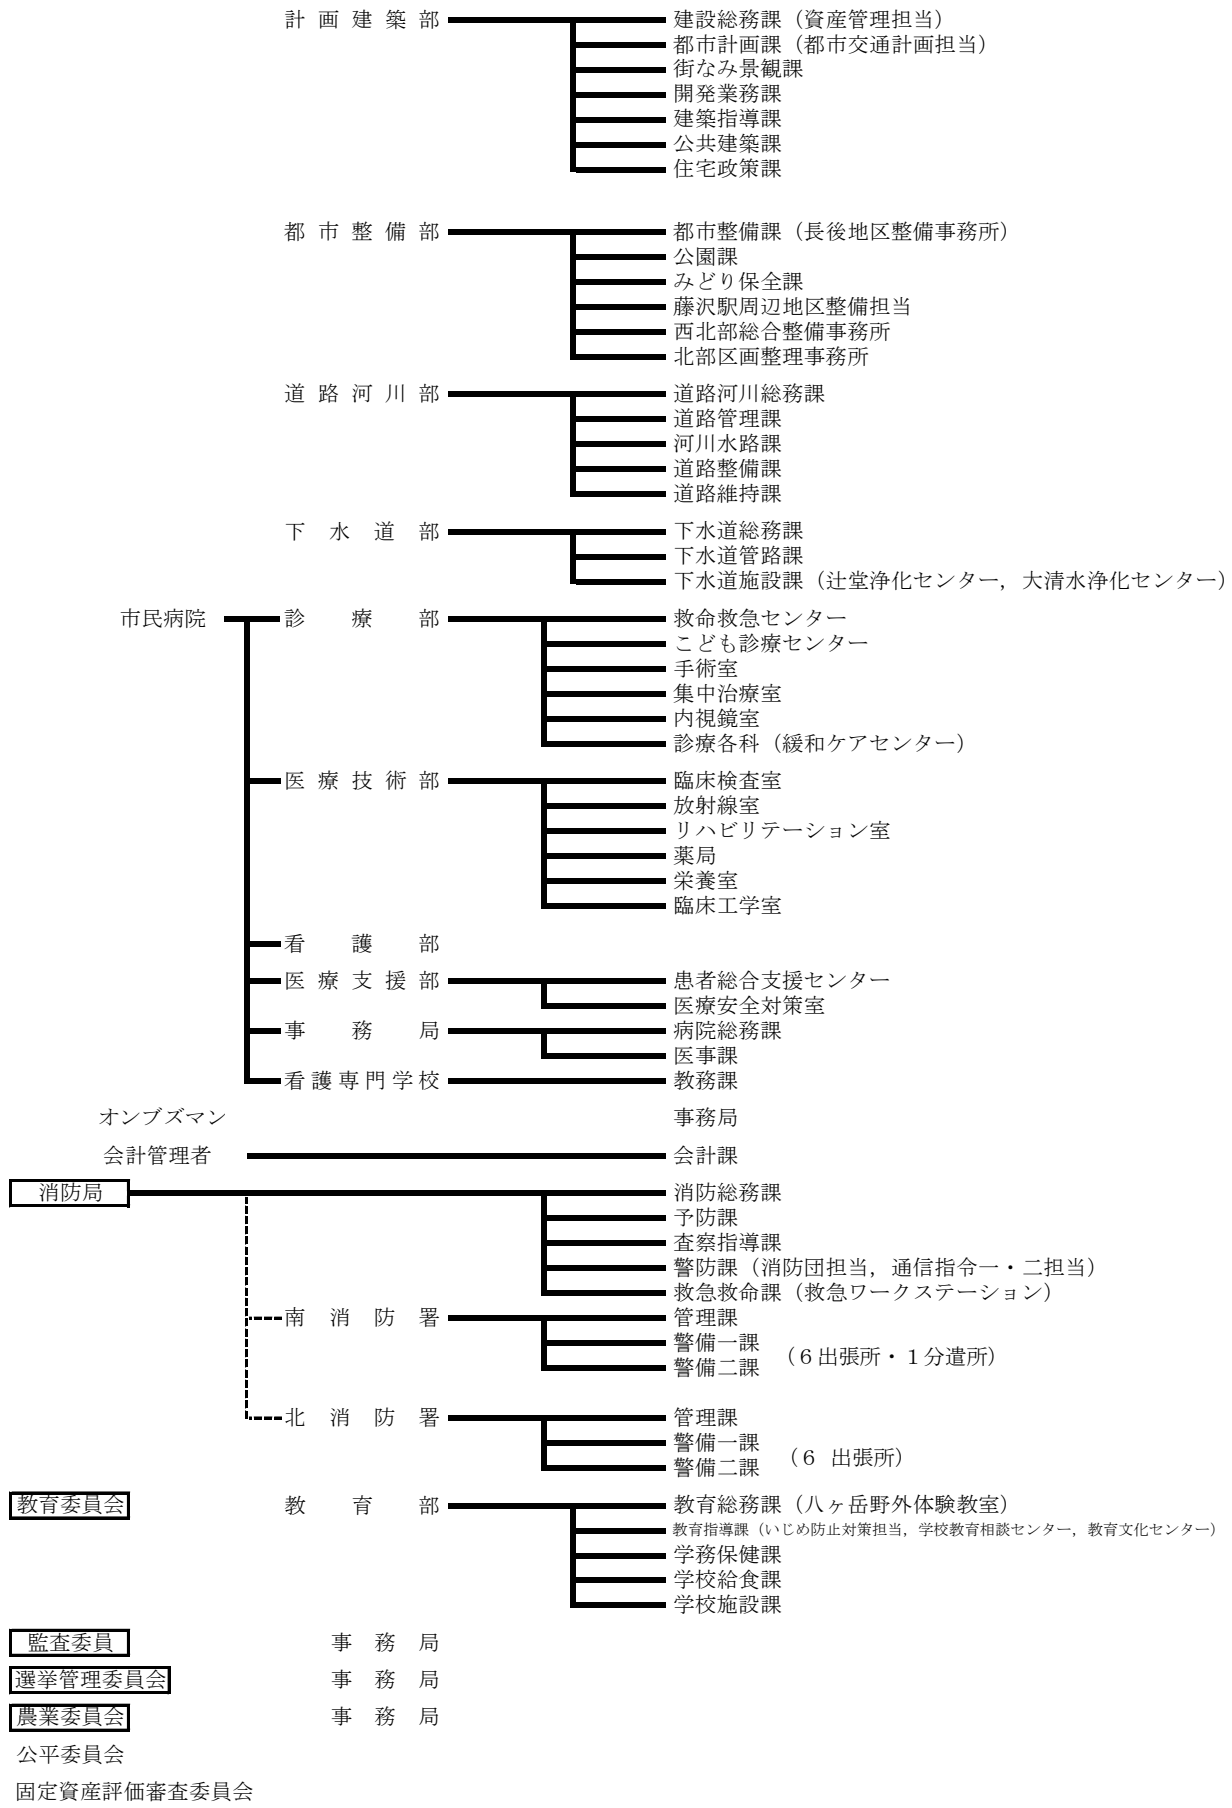 計画建築部 建設総務課（資産管理担当）
都市計画課（都市交通計画担当）
街なみ景観課
開発業務課
建築指導課
公共建築課
住宅政策課
都市整備部 都市整備課（長後地区整備事務所）
公園課
みどり保全課
藤沢駅周辺地区整備担当
西北部総合整備事務所
北部区画整理事務所
道路河川部 道路河川総務課
道路管理課
河川水路課
道路整備課
道路維持課
下水道部 下水道総務課
下水道管路課
下水道施設課（辻堂浄化センター，大清水浄化センター）
市民病院 診療部 救命救急センター
こども診療センター
手術室
集中治療室
内視鏡室
診療各科（緩和ケアセンター）
医療技術部 臨床検査室
放射線室
リハビリテーション室
薬局
栄養室
臨床工学室
看護部
医療支援部 患者総合支援センター
医療安全対策室
事務局 病院総務課
医事課
看護専門学校 教務課
オンブズマン 事務局
会計管理者 会計課
消防局 消防総務課
予防課
査察指導課
警防課（消防団担当，通信指令一・二担当）
救急救命課（救急ワークステーション）
南消防署 管理課
警備一課
（６出張所・１分遣所）
警備二課
北消防署 管理課
警備一課
（６ 出張所）
警備二課
教育委員会 教育部 教育総務課（八ヶ岳野外体験教室）
教育指導課（いじめ防止対策担当，学校教育相談センター，教育文化センター）
学務保健課
学校給食課
学校施設課
監査委員 事務局
選挙管理委員会 事務局
農業委員会 事務局
公平委員会
固定資産評価審査委員会